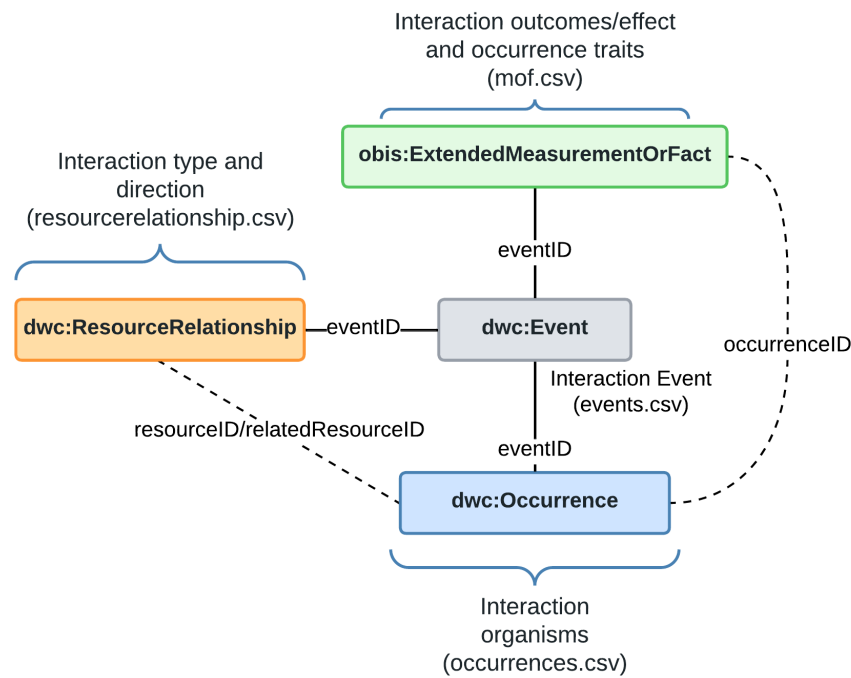 Interaction outcomes/effect
and occurrence traits
(mof.csv)
obis:ExtendedMeasurementOrFact
Interaction type and
direction
(resourcerelationship.csv)
eventID
dwc:ResourceRelationship
eventID
dwc:Event
occurrenceID
Interaction Event
(events.csv)
resourceID/relatedResourceID
eventID
dwc:Occurrence
Interaction
organisms
(occurrences.csv)